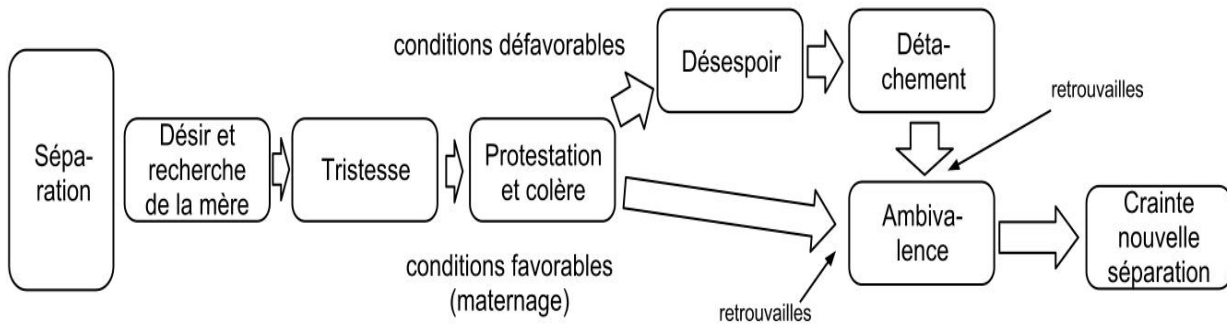 Sépa-
ration
Désir et
recherche
de la mère
Tristesse
Protestation
et colère
conditions défavorables
conditions favorables
(maternage)
Désespoir
Déta-
chement
retrouvailles
Ambiva-
lence
retrouvailles
Crainte
nouvelle
séparation